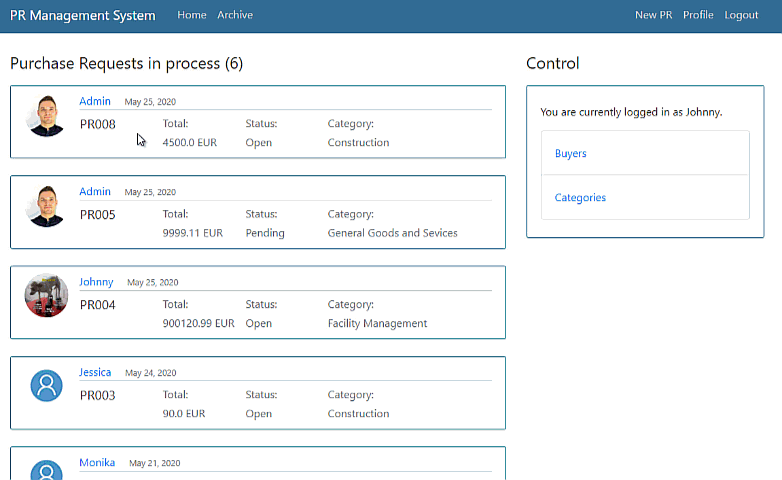 PR Management System Home Archive New PR Profile Logout
Purchase Requests in process (6)
Admin May 25, 2020
PR008 Total: Status: Category:
4500.0 EUR Open Construction
Admin May 25, 2020
PR005 Total: Status: Category:
9999.11 EUR Pending General Goods and Sevices
Johnny May 25, 2020
PR004 Total: Status: Category:
900120.99 EUR Open Facility Management
Jessica May 24, 2020
PR003 Total: Status: Category:
90.0 EUR Open Construction
Monika May 21, 2020
Control
You are currently logged in as Johnny.
Buyers
Categories